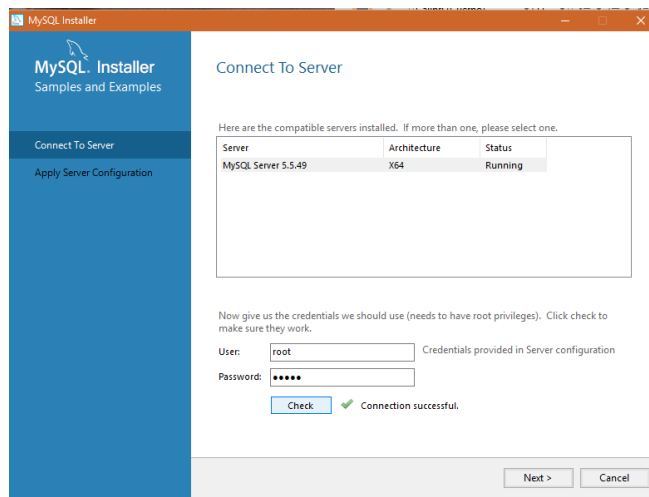 MySQL Installer
MySQL. Installer
Samples and Examples
Connect To Server
Apply Server Configuration
Connect To Server
Here are the compatible servers installed. If more than one, please select one.
Server Architecture Status
MySQL Server 5.5.49 X64 Running
Now give us the credentials we should use (needs to have root privileges). Click check to
make sure they work.
User: root Credentials provided in Server configuration
Password: •••••
Check Connection successful.
Next > Cancel